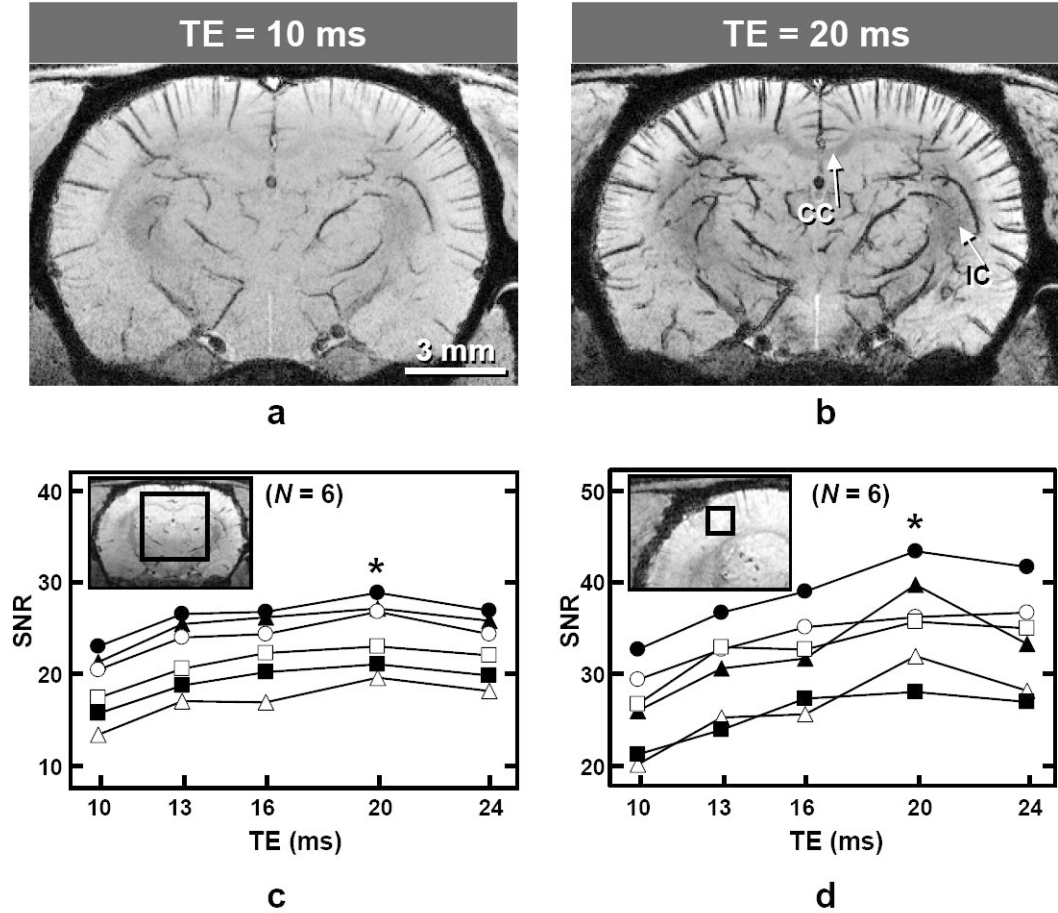 TE = 10 ms
TE = 20 ms
CC
IC
3 mm
a
b
40
30
20
10
SNR
(N = 6)
*
10 13 16 20 24
TE (ms)
c
50
40
30
20
SNR
(N = 6)
*
10 13 16 20 24
TE (ms)
d